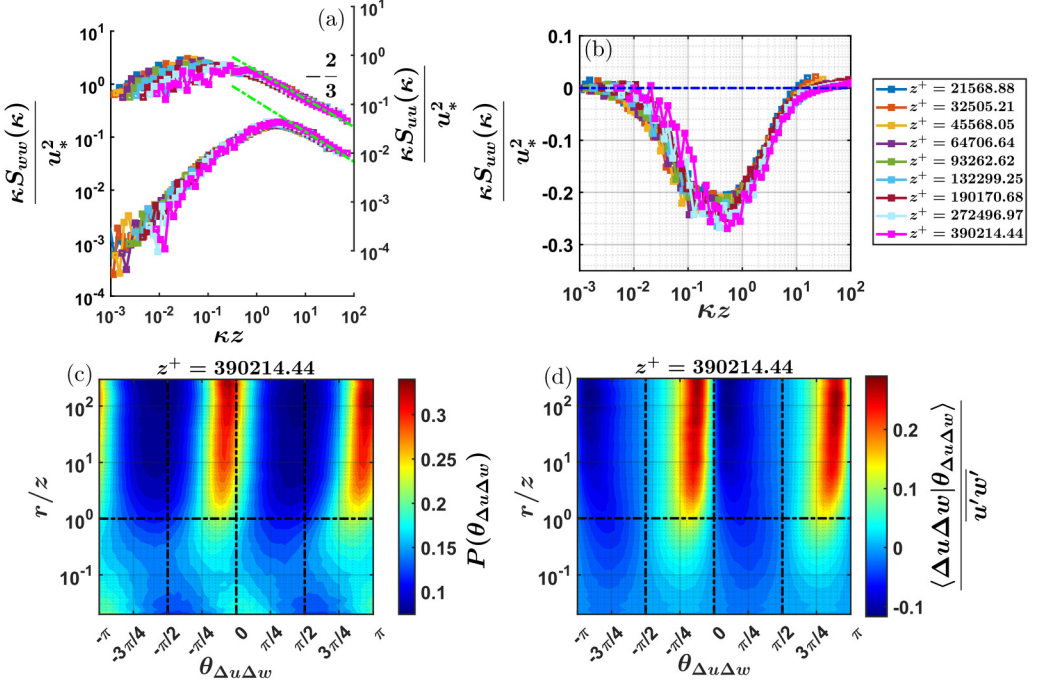 (a)
10^1
10^0
10^-1
10^-2
10^-3
10^-4
10^1
10^0
10^-1
10^-2
10^-3
10^-4
−2/3
κS_ww(κ)/u_*^2
κS_uu(κ)/u_*^2
10^-3 10^-2 10^-1 10^0 10^1 10^2
κz
(b)
0.1
0
-0.1
-0.2
-0.3
κS_uw(κ)/u_*^2
10^-3 10^-2 10^-1 10^0 10^1 10^2
κz
z^+ = 21568.88
z^+ = 32505.21
z^+ = 45568.05
z^+ = 64706.64
z^+ = 93262.62
z^+ = 132299.25
z^+ = 190170.68
z^+ = 272496.97
z^+ = 390214.44
(c)
z^+ = 390214.44
10^2
10^1
10^0
10^-1
r/z
-π -3π/4 -π/2 -π/4 0 π/4 π/2 3π/4 π
θ_ΔuΔw
0.3
0.25
0.2
0.15
0.1
P(θ_ΔuΔw)
(d)
z^+ = 390214.44
10^2
10^1
10^0
10^-1
r/z
-π -3π/4 -π/2 -π/4 0 π/4 π/2 3π/4 π
θ_ΔuΔw
0.2
0.1
0
-0.1
⟨ΔuΔw|θ_ΔuΔw⟩/u′w′